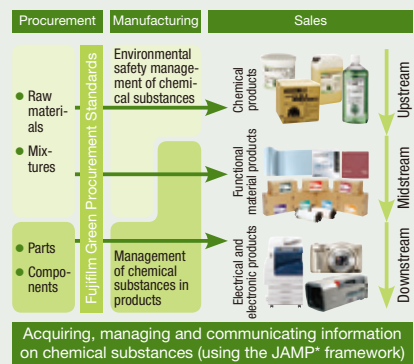 Procurement
Manufacturing
Sales
Raw
materi-
als
Mix-
tures
Parts
Compo-
nents
Fujifilm Green Procurement Standards
Environmental
safety manage-
ment of chemi-
cal substances
Management
of chemical
substances in
products
Chemical
products
Functional
material products
Electrical and
electronic products
Upstream
Midstream
Downstream
Acquiring, managing and communicating information
on chemical substances (using the JAMP* framework)